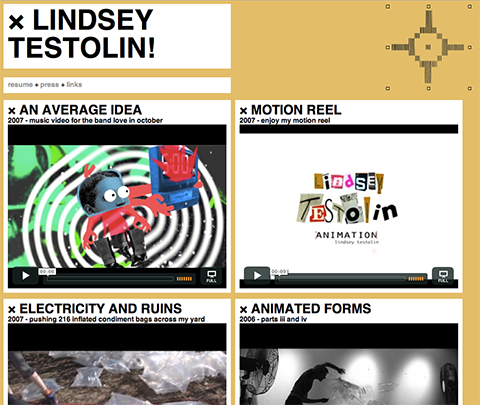 × LINDSEY
TESTOLIN!
resume + press + links
× AN AVERAGE IDEA
2007 - music video for the band love in october
00:00
FULL
× MOTION REEL
2007 - enjoy my motion reel
Lindsey
TEStolin
ANIMATION
lindsey testolin
00:00
FULL
× ELECTRICITY AND RUINS
2007 - pushing 216 inflated condiment bags across my yard
× ANIMATED FORMS
2006 - parts iii and iv